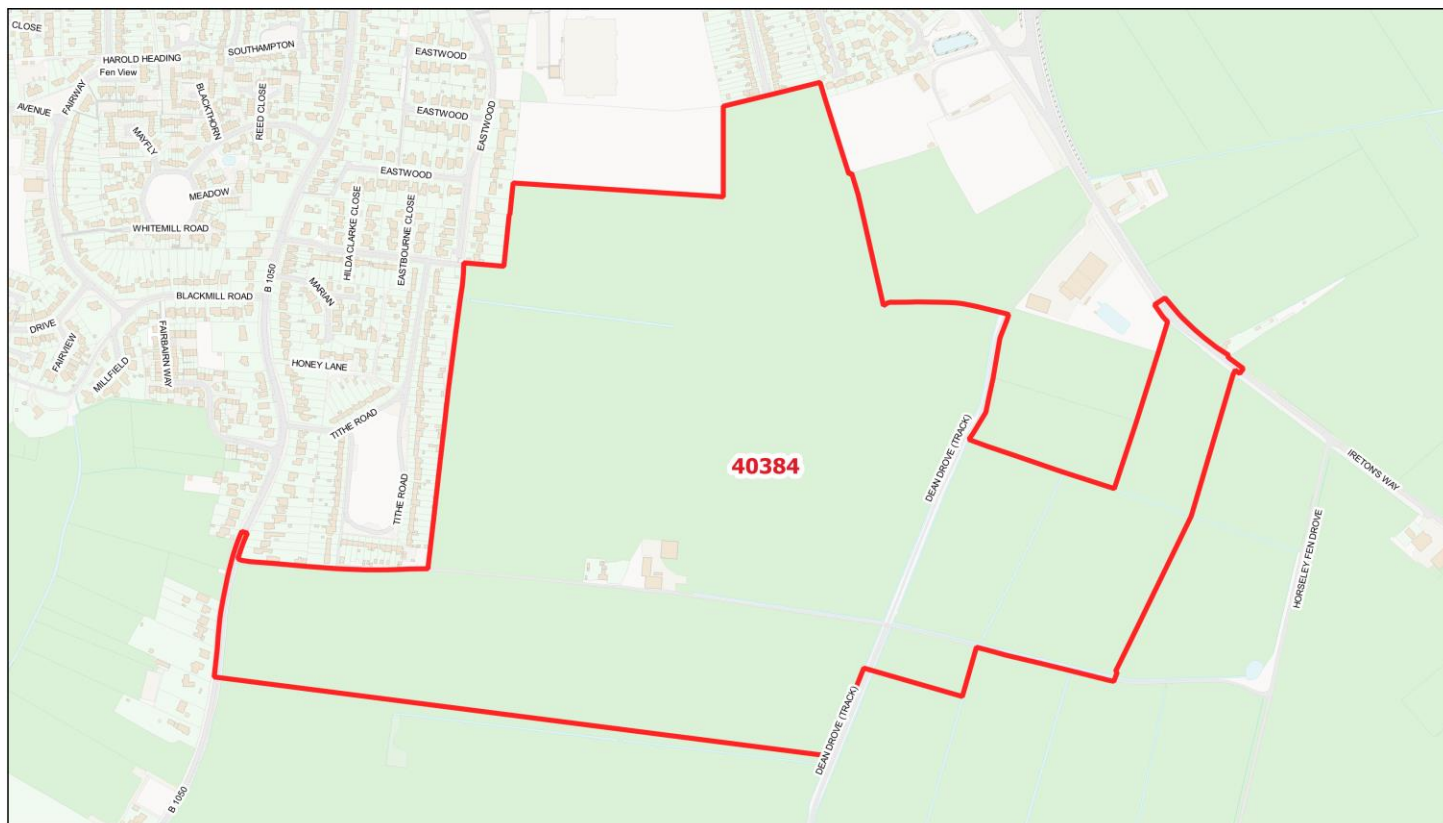 CLOSE
SOUTHAMPTON
HAROLD HEADING
Fen View
EASTWOOD
FAIRWAY
AVENUE
BLACKTHORN
REED CLOSE
EASTWOOD
EASTWOOD
MAYFLY
EASTWOOD
MEADOW
HILDA CLARKE CLOSE
EASTBOURNE CLOSE
WHITEMILL ROAD
B 1050
MARIAN
BLACKMILL ROAD
DRIVE
FAIRVIEW
MILLFIELD
FAIRBAIRN WAY
HONEY LANE
TITHE ROAD
TITHE ROAD
40384
DEAN DROVE (TRACK)
IRETON'S WAY
HORSELEY FEN DROVE
DEAN DROVE (TRACK)
B 1050